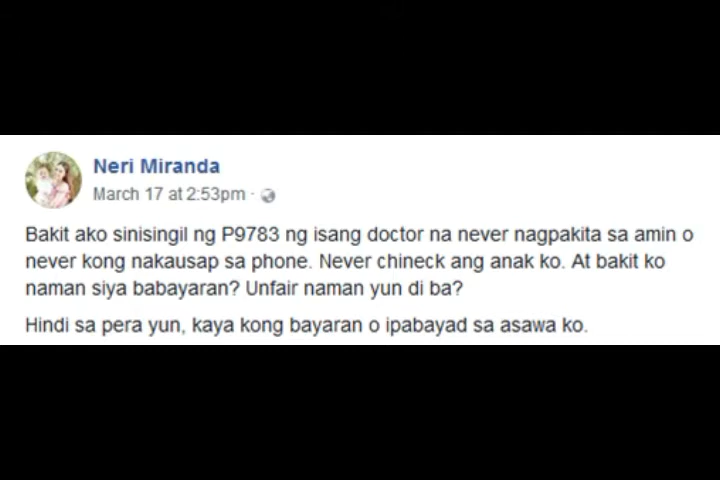 Neri Miranda
March 17 at 2:53pm ·
Bakit ako sinisingil ng P9783 ng isang doctor na never nagpakita sa amin o
never kong nakausap sa phone. Never chineck ang anak ko. At bakit ko
naman siya babayaran? Unfair naman yun di ba?
Hindi sa pera yun, kaya kong bayaran o ipabayad sa asawa ko.